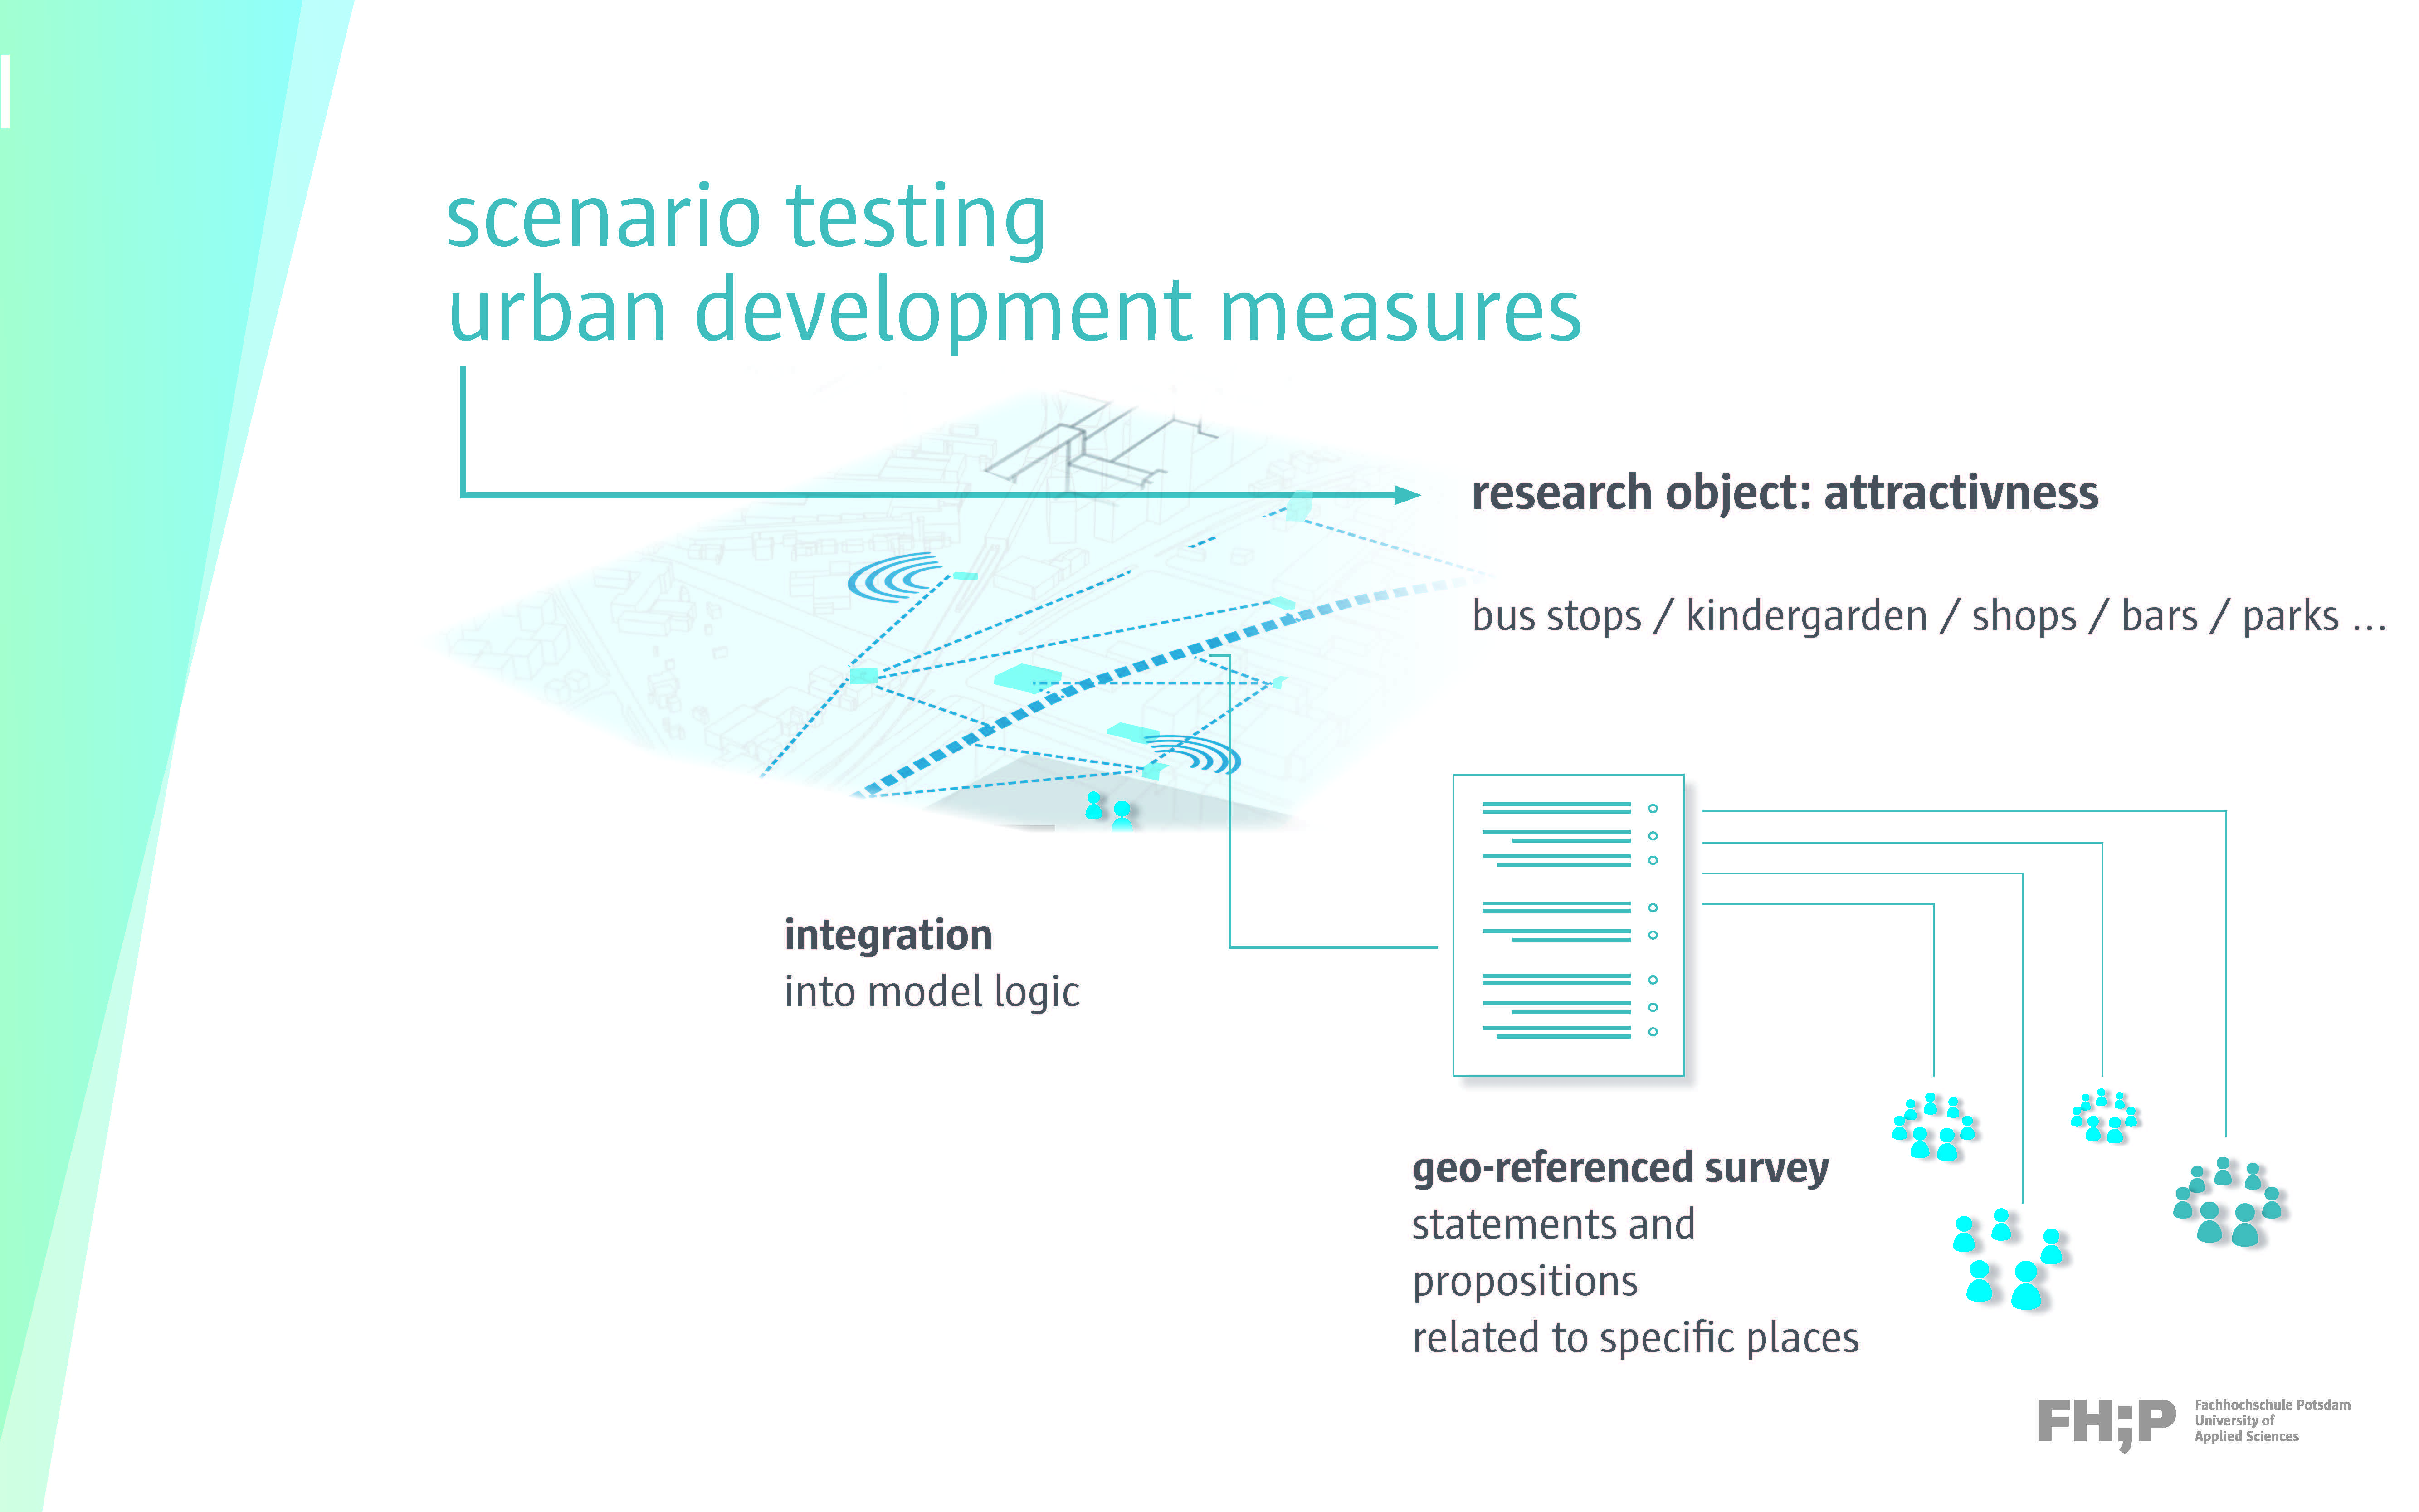 scenario testing
urban development measures
research object: attractivness
bus stops / kindergarden / shops / bars / parks ...
integration
into model logic
geo-referenced survey
statements and
propositions
related to specific places
FH;P
Fachhochschule Potsdam
University of
Applied Sciences